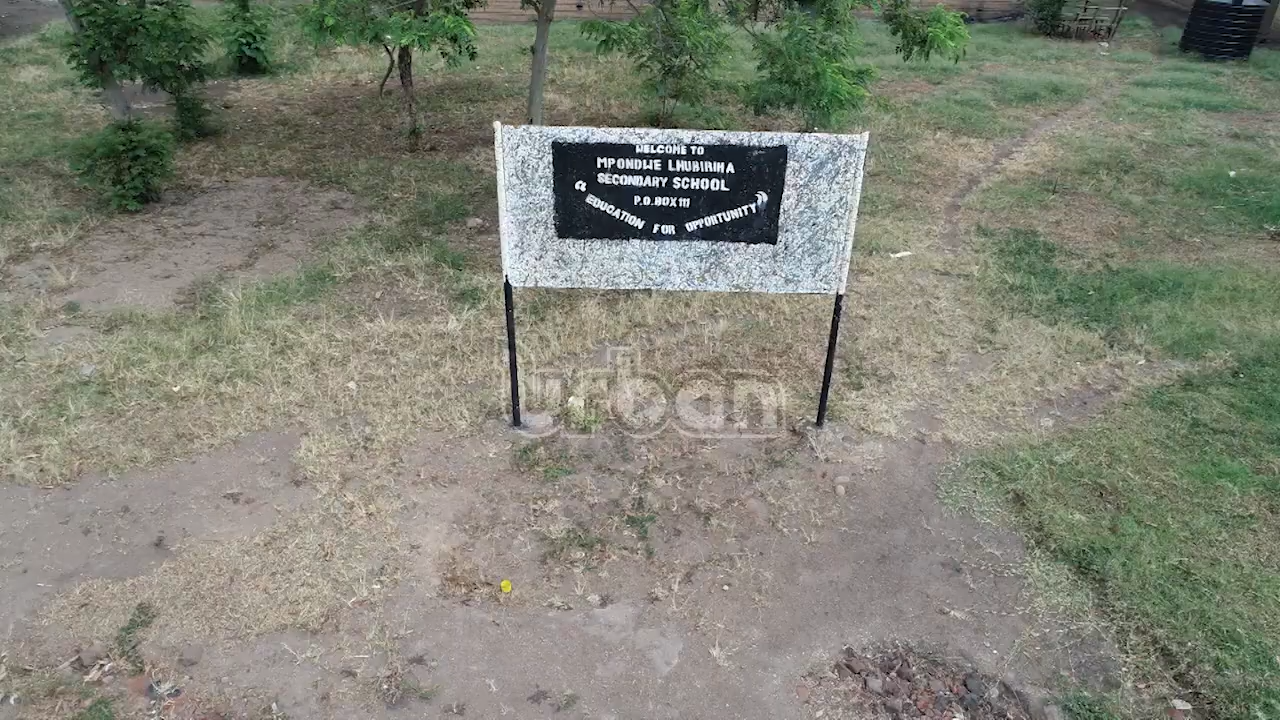 WELCOME TO
MPONDWE LHUBIRIHA
SECONDARY SCHOOL
P.O.BOX 111
"EDUCATION FOR OPPORTUNITY"
urban